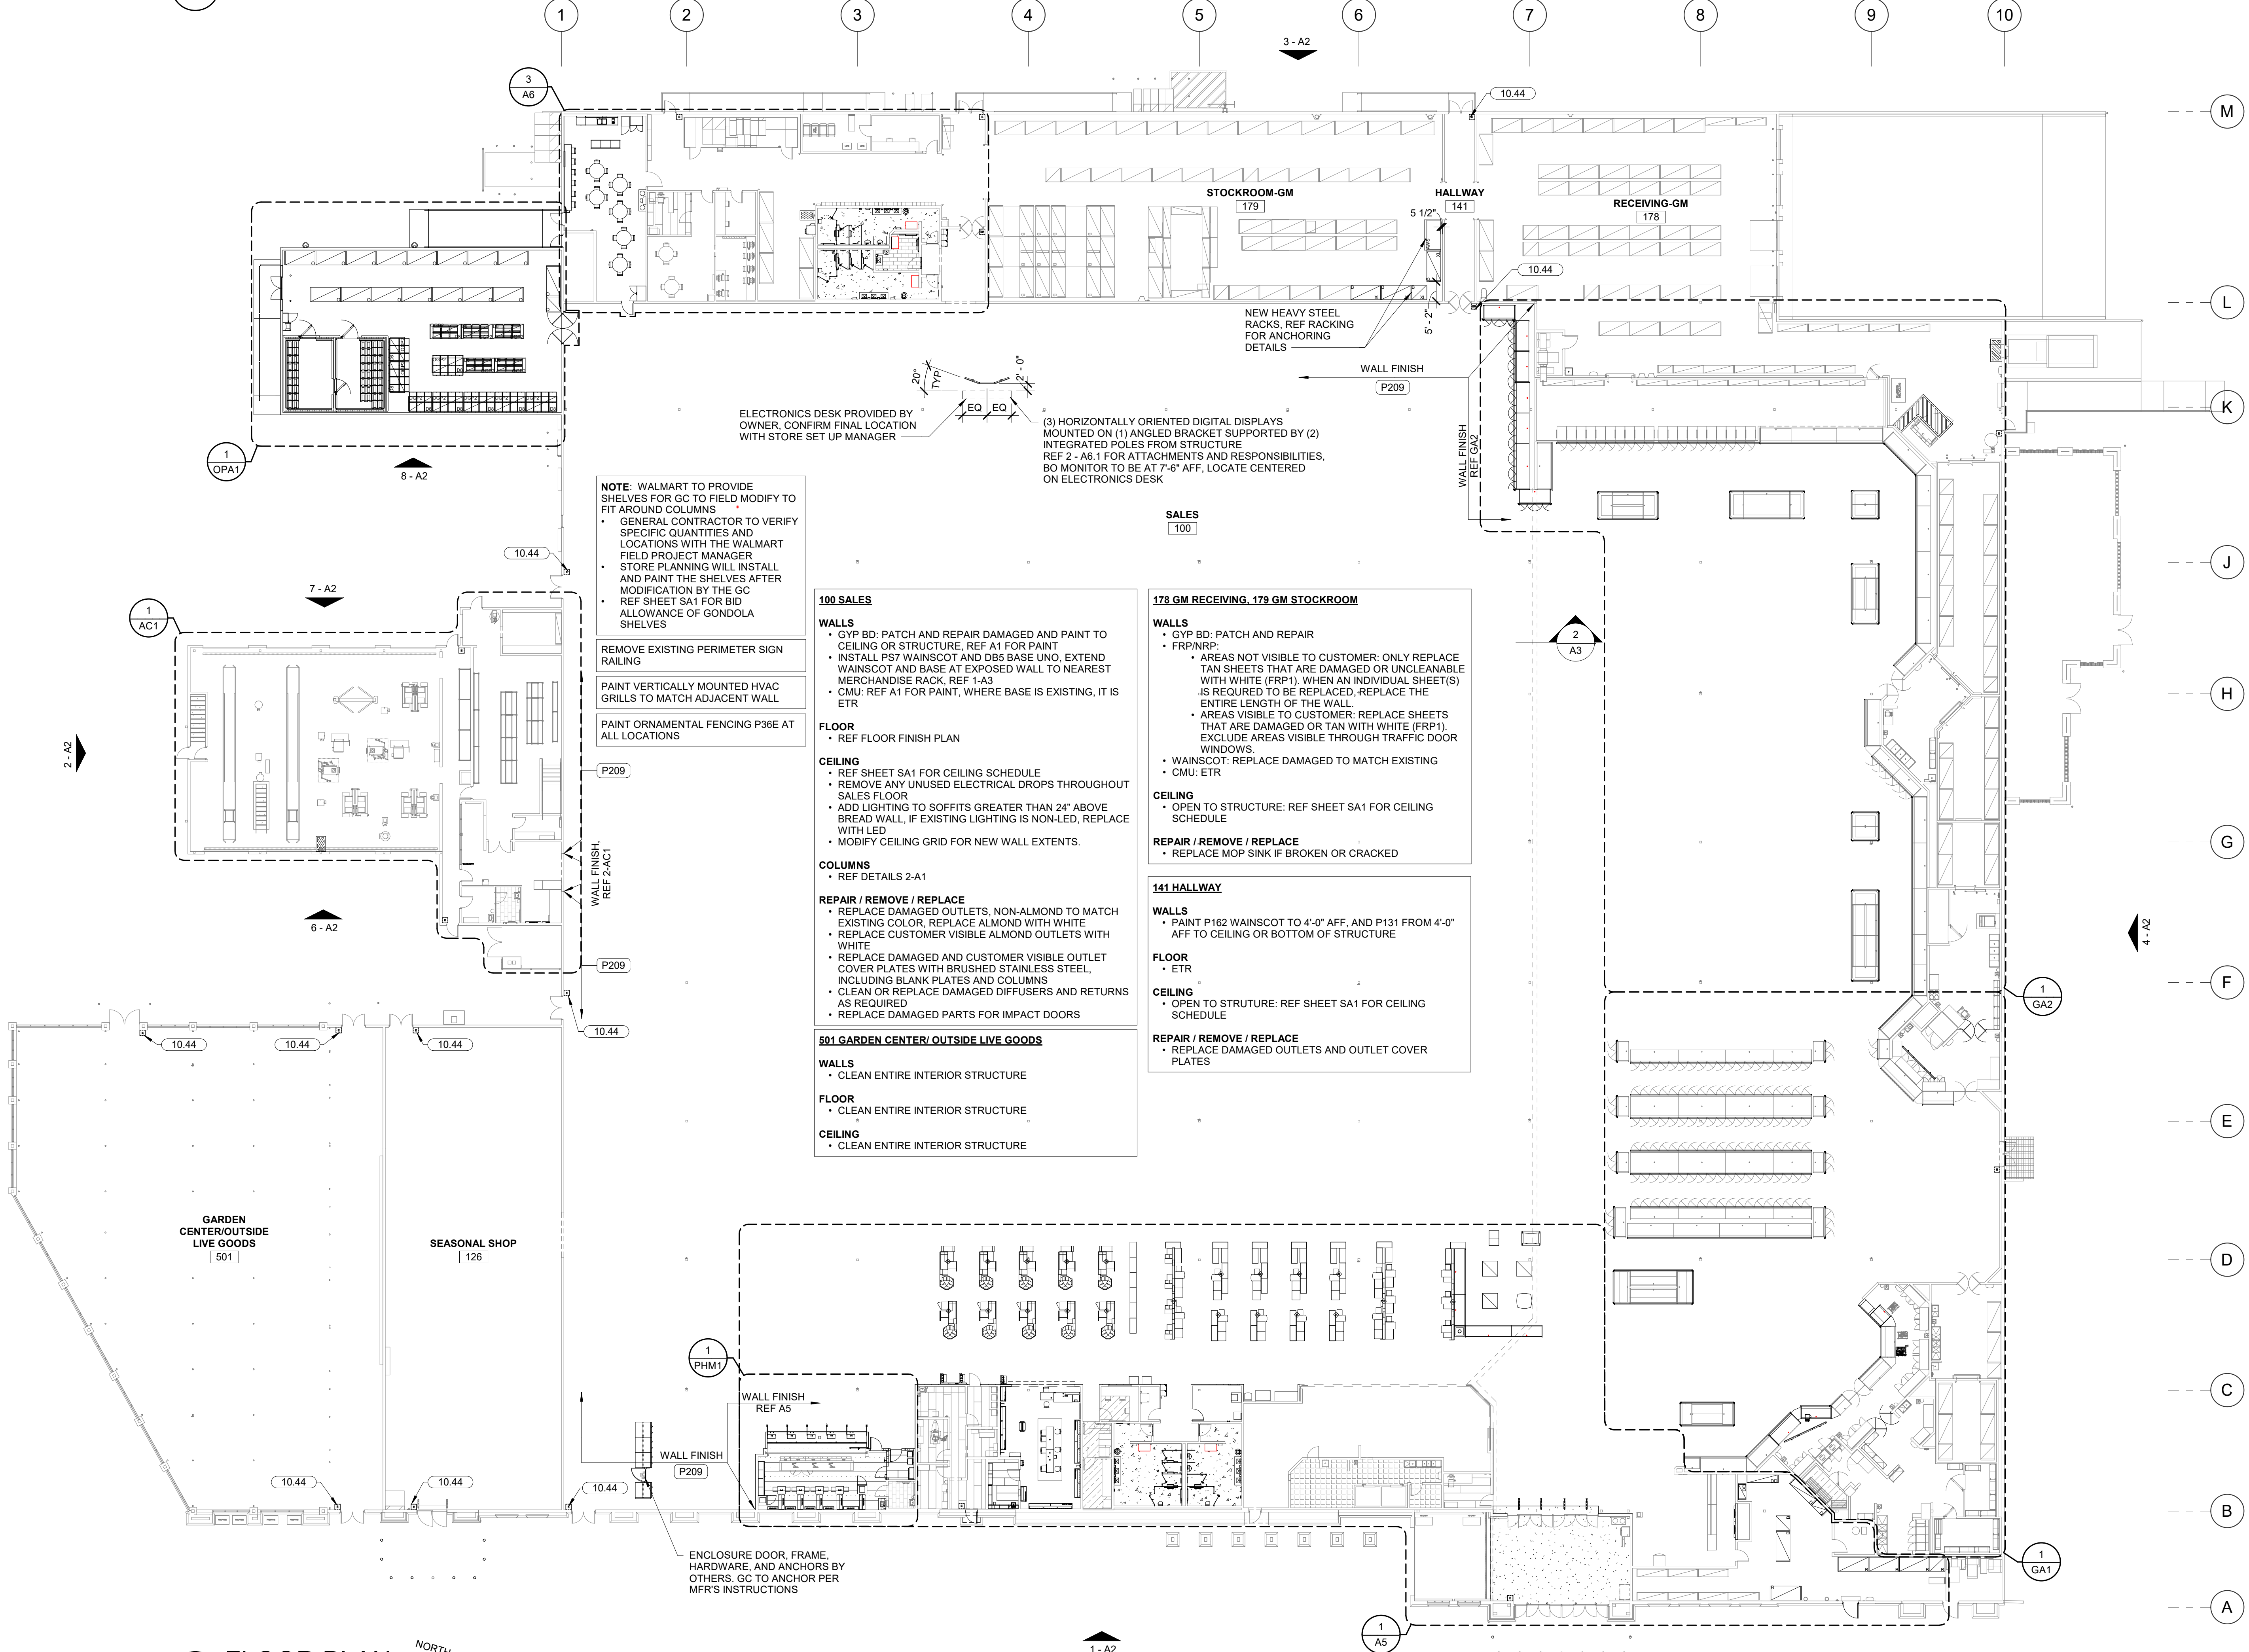 1
2
3
4
5
6
7
8
9
10
3 - A2
3
A6
10.44
M
STOCKROOM-GM
179
HALLWAY
141
RECEIVING-GM
178
5 1/2"
10.44
L
NEW HEAVY STEEL
RACKS, REF RACKING
FOR ANCHORING
DETAILS
5' - 2"
WALL FINISH
P209
20°
TYP
2' - 0"
EQ
EQ
ELECTRONICS DESK PROVIDED BY
OWNER, CONFIRM FINAL LOCATION
WITH STORE SET UP MANAGER
(3) HORIZONTALLY ORIENTED DIGITAL DISPLAYS
MOUNTED ON (1) ANGLED BRACKET SUPPORTED BY (2)
INTEGRATED POLES FROM STRUCTURE
REF 2 - A6.1 FOR ATTACHMENTS AND RESPONSIBILITIES,
BO MONITOR TO BE AT 7'-6" AFF, LOCATE CENTERED
ON ELECTRONICS DESK
K
WALL FINISH
REF GA2
1
OPA1
8 - A2
NOTE: WALMART TO PROVIDE
SHELVES FOR GC TO FIELD MODIFY TO
FIT AROUND COLUMNS
• GENERAL CONTRACTOR TO VERIFY
SPECIFIC QUANTITIES AND
LOCATIONS WITH THE WALMART
FIELD PROJECT MANAGER
• STORE PLANNING WILL INSTALL
AND PAINT THE SHELVES AFTER
MODIFICATION BY THE GC
• REF SHEET SA1 FOR BID
ALLOWANCE OF GONDOLA
SHELVES
REMOVE EXISTING PERIMETER SIGN
RAILING
PAINT VERTICALLY MOUNTED HVAC
GRILLS TO MATCH ADJACENT WALL
PAINT ORNAMENTAL FENCING P36E AT
ALL LOCATIONS
SALES
100
10.44
J
7 - A2
1
AC1
100 SALES
WALLS
• GYP BD: PATCH AND REPAIR DAMAGED AND PAINT TO
CEILING OR STRUCTURE, REF A1 FOR PAINT
• INSTALL PS7 WAINSCOT AND DB5 BASE UNO, EXTEND
WAINSCOT AND BASE AT EXPOSED WALL TO NEAREST
MERCHANDISE RACK, REF 1-A3
• CMU: REF A1 FOR PAINT, WHERE BASE IS EXISTING, IT IS
ETR
FLOOR
• REF FLOOR FINISH PLAN
CEILING
• REF SHEET SA1 FOR CEILING SCHEDULE
• REMOVE ANY UNUSED ELECTRICAL DROPS THROUGHOUT
SALES FLOOR
• ADD LIGHTING TO SOFFITS GREATER THAN 24" ABOVE
BREAD WALL, IF EXISTING LIGHTING IS NON-LED, REPLACE
WITH LED
• MODIFY CEILING GRID FOR NEW WALL EXTENTS.
COLUMNS
• REF DETAILS 2-A1
REPAIR / REMOVE / REPLACE
• REPLACE DAMAGED OUTLETS, NON-ALMOND TO MATCH
EXISTING COLOR, REPLACE ALMOND WITH WHITE
• REPLACE CUSTOMER VISIBLE ALMOND OUTLETS WITH
WHITE
• REPLACE DAMAGED AND CUSTOMER VISIBLE OUTLET
COVER PLATES WITH BRUSHED STAINLESS STEEL,
INCLUDING BLANK PLATES AND COLUMNS
• CLEAN OR REPLACE DAMAGED DIFFUSERS AND RETURNS
AS REQUIRED
• REPLACE DAMAGED PARTS FOR IMPACT DOORS
501 GARDEN CENTER/ OUTSIDE LIVE GOODS
WALLS
• CLEAN ENTIRE INTERIOR STRUCTURE
FLOOR
• CLEAN ENTIRE INTERIOR STRUCTURE
CEILING
• CLEAN ENTIRE INTERIOR STRUCTURE
178 GM RECEIVING, 179 GM STOCKROOM
WALLS
• GYP BD: PATCH AND REPAIR
• FRP/NRP:
• AREAS NOT VISIBLE TO CUSTOMER: ONLY REPLACE
TAN SHEETS THAT ARE DAMAGED OR UNCLEANABLE
WITH WHITE (FRP1). WHEN AN INDIVIDUAL SHEET(S)
IS REQURED TO BE REPLACED, REPLACE THE
ENTIRE LENGTH OF THE WALL.
• AREAS VISIBLE TO CUSTOMER: REPLACE SHEETS
THAT ARE DAMAGED OR TAN WITH WHITE (FRP1).
EXCLUDE AREAS VISIBLE THROUGH TRAFFIC DOOR
WINDOWS.
• WAINSCOT: REPLACE DAMAGED TO MATCH EXISTING
• CMU: ETR
CEILING
• OPEN TO STRUCTURE: REF SHEET SA1 FOR CEILING
SCHEDULE
REPAIR / REMOVE / REPLACE
• REPLACE MOP SINK IF BROKEN OR CRACKED
141 HALLWAY
WALLS
• PAINT P162 WAINSCOT TO 4'-0" AFF, AND P131 FROM 4'-0"
AFF TO CEILING OR BOTTOM OF STRUCTURE
FLOOR
• ETR
CEILING
• OPEN TO STRUTURE: REF SHEET SA1 FOR CEILING
SCHEDULE
REPAIR / REMOVE / REPLACE
• REPLACE DAMAGED OUTLETS AND OUTLET COVER
PLATES
2
A3
H
2 - A2
P209
G
WALL FINISH,
REF 2-AC1
6 - A2
4 - A2
P209
F
1
GA2
10.44
10.44
10.44
10.44
E
GARDEN
CENTER/OUTSIDE
LIVE GOODS
501
SEASONAL SHOP
126
D
1
PHM1
C
WALL FINISH
REF A5
WALL FINISH
P209
10.44
10.44
10.44
B
ENCLOSURE DOOR, FRAME,
HARDWARE, AND ANCHORS BY
OTHERS. GC TO ANCHOR PER
MFR'S INSTRUCTIONS
1
GA1
A
1
A5
1 - A2
FLOOR PLAN
NORTH